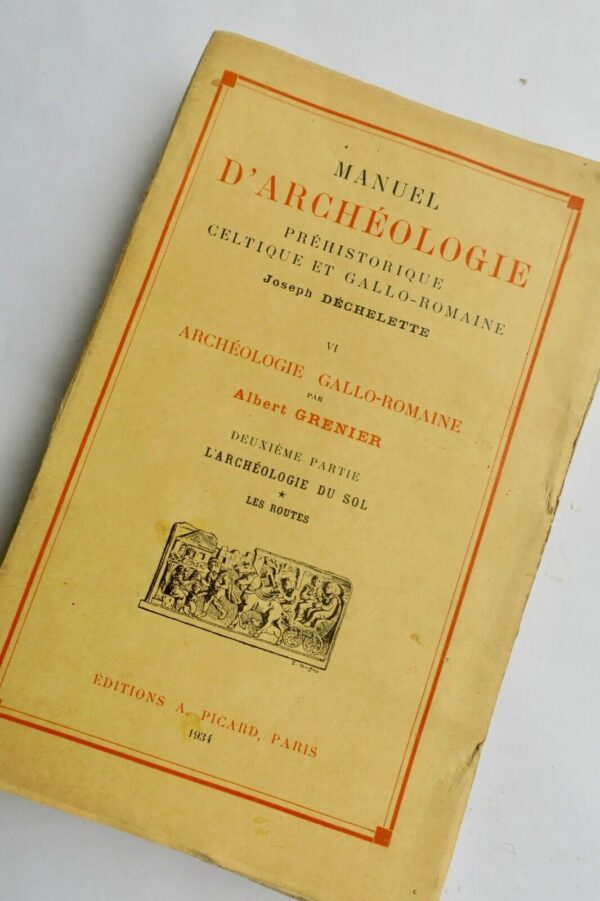 MANUEL
D'ARCHÉOLOGIE
PRÉHISTORIQUE
CELTIQUE ET GALLO-ROMAINE
Joseph DÉCHELETTE
VI
ARCHÉOLOGIE GALLO-ROMAINE
PAR
Albert GRENIER
DEUXIÈME PARTIE
L'ARCHÉOLOGIE DU SOL
*
LES ROUTES
ÉDITIONS A. PICARD, PARIS
1934